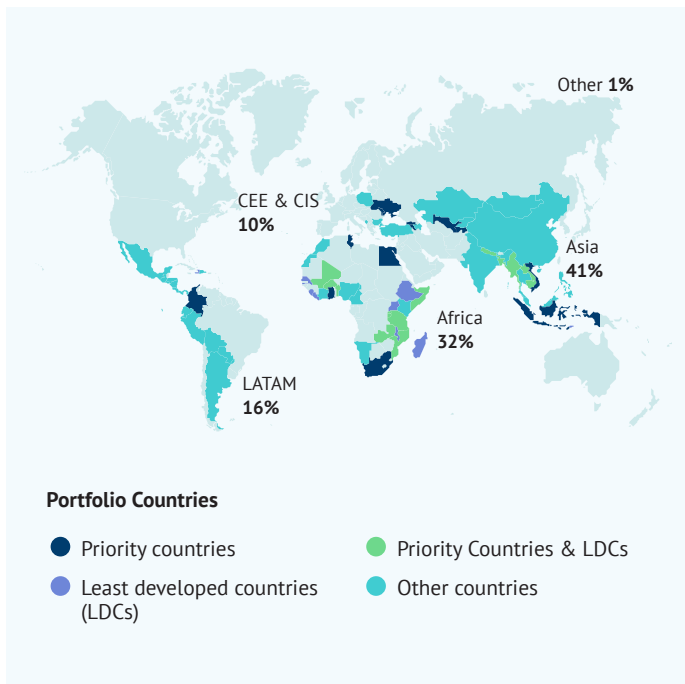 Other 1%
CEE & CIS
10%
Asia
41%
Africa
32%
LATAM
16%
Portfolio Countries
Priority countries
Priority Countries & LDCs
Least developed countries
(LDCs)
Other countries